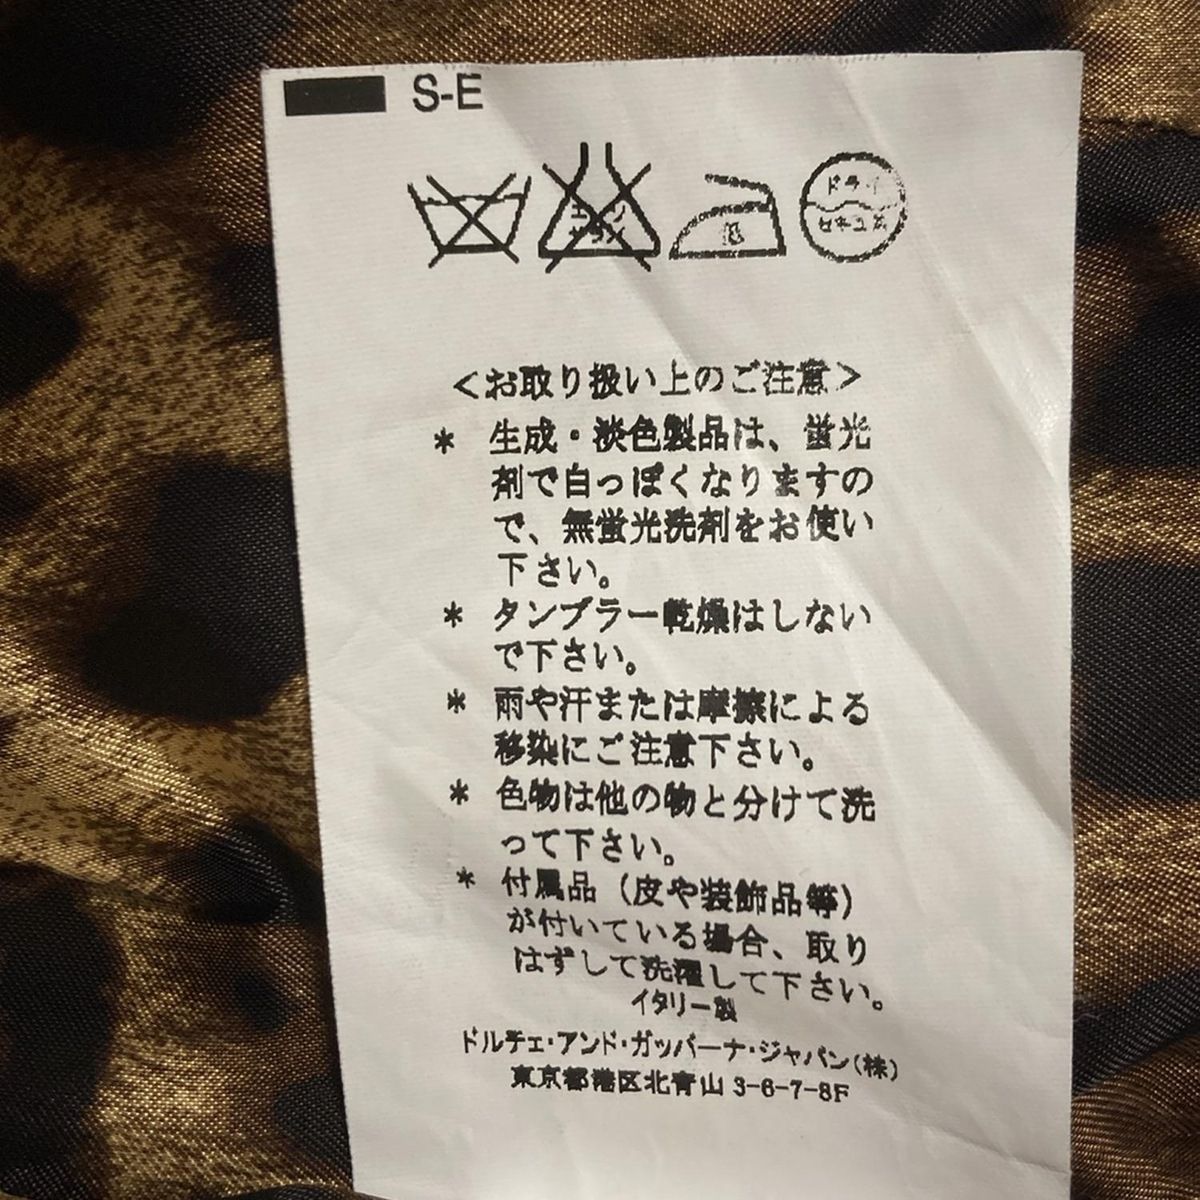 S-E
エンソ
サラシ
低
ドライ
セキユ系
<お取り扱い上のご注意>
* 生成・淡色製品は、蛍光
剤で白っぽくなりますの
で、無蛍光洗剤をお使い
下さい。
* タンブラー乾燥はしない
で下さい。
* 雨や汗または摩擦による
移染にご注意下さい。
* 色物は他の物と分けて洗
って下さい。
* 付属品（皮や装飾品等）
が付いている場合、取り
はずして洗濯して下さい。
イタリー製
ドルチェ・アンド・ガッバーナ・ジャパン(株)
東京都港区北青山 3-6-7-8F